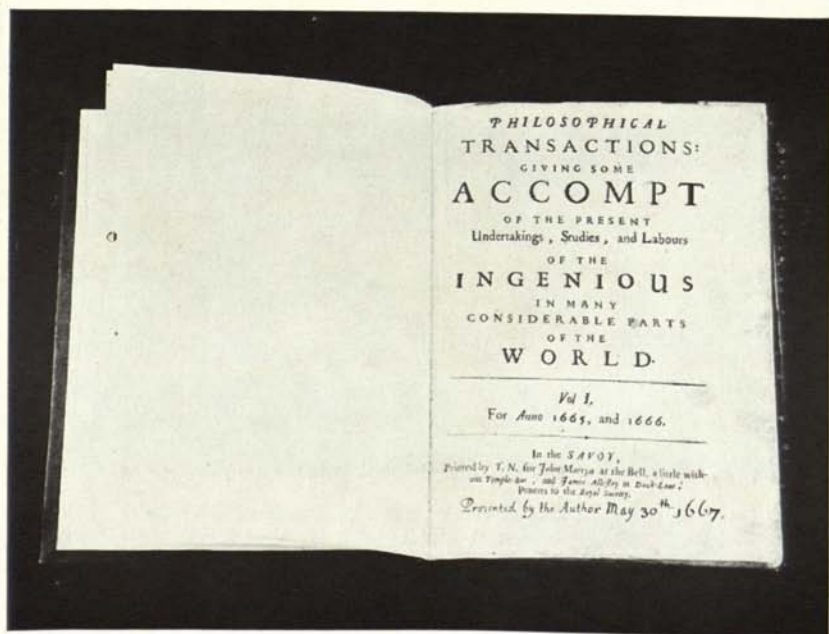 PHILOSOPHICAL
TRANSACTIONS:
GIVING SOME
ACCOMPT
OF THE PRESENT
Undertakings, Studies, and Labours
OF THE
INGENIOUS
IN MANY
CONSIDERABLE PARTS
OF THE
WORLD.
Vol I,
For Anno 1665, and 1666.
In the SAVOY,
Printed by T. N. for John Martyn at the Bell, a little with-
out Temple-Bar, and James Allestry in Duck-Lane;
Printers to the Royal Society.
Presented by the Author May 30th 1667.